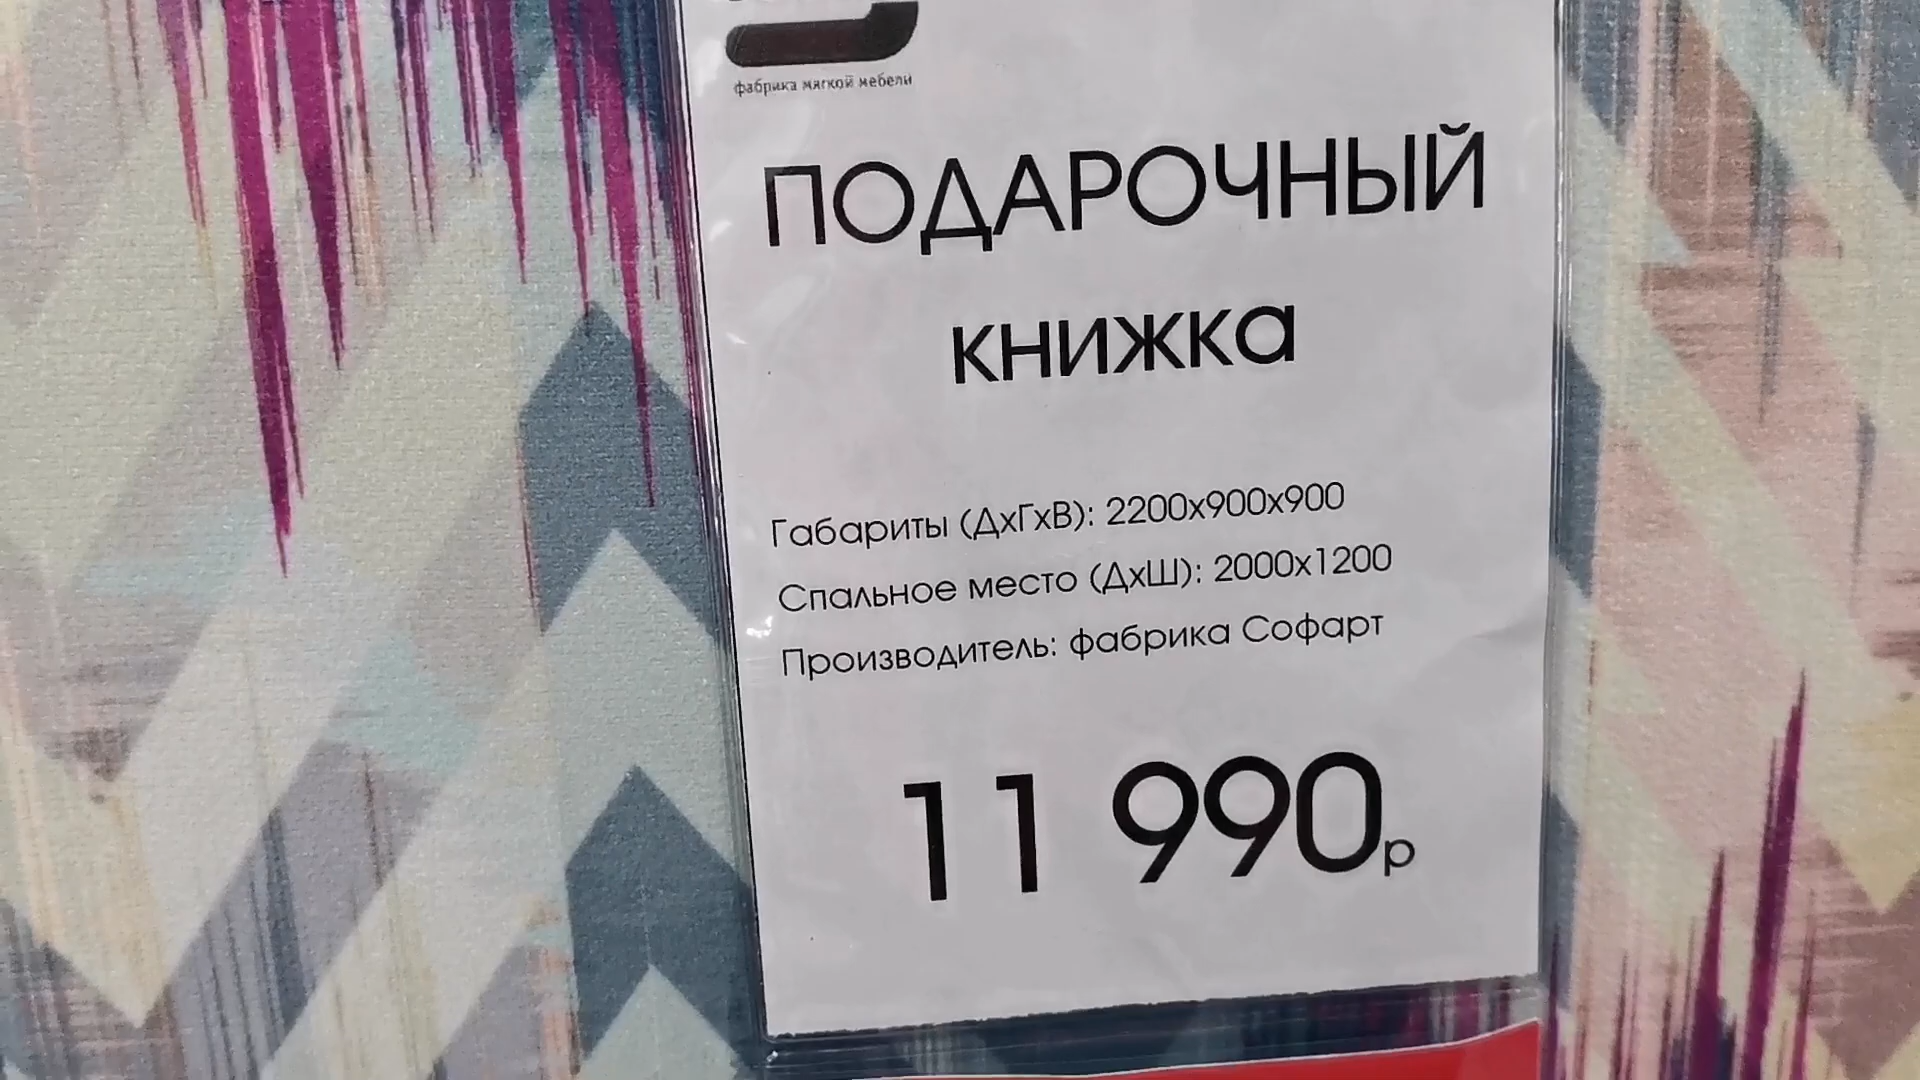 фабрика мягкой мебели
ПОДАРОЧНЫЙ
книжка
Габариты (ДхГхВ): 2200х900х900
Спальное место (ДхШ): 2000х1200
Производитель: фабрика Софарт
11 990р